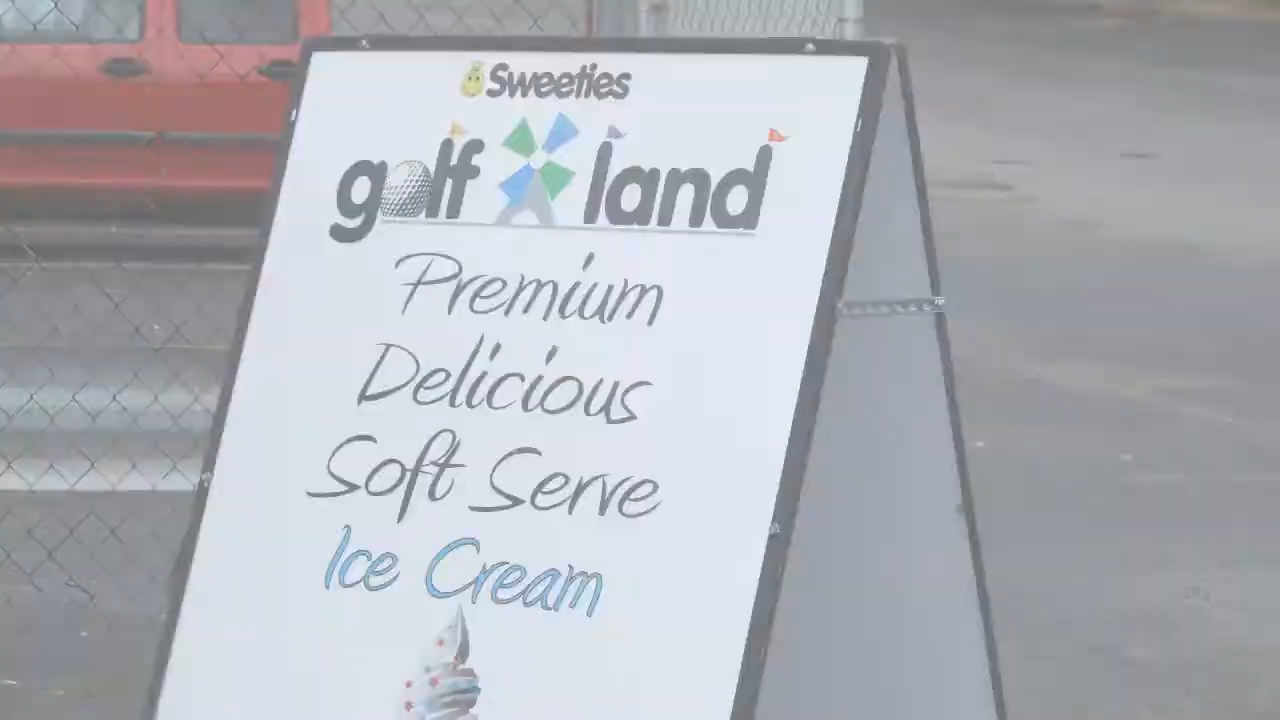 Sweeties
golf land
Premium
Delicious
Soft Serve
Ice Cream